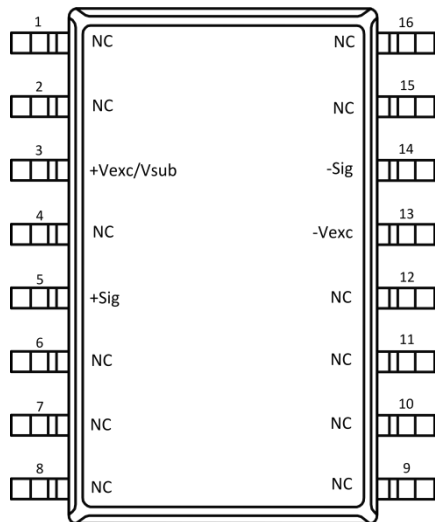 1 NC NC 16
2 NC NC 15
3 +Vexc/Vsub -Sig 14
4 NC -Vexc 13
5 +Sig NC 12
6 NC NC 11
7 NC NC 10
8 NC NC 9